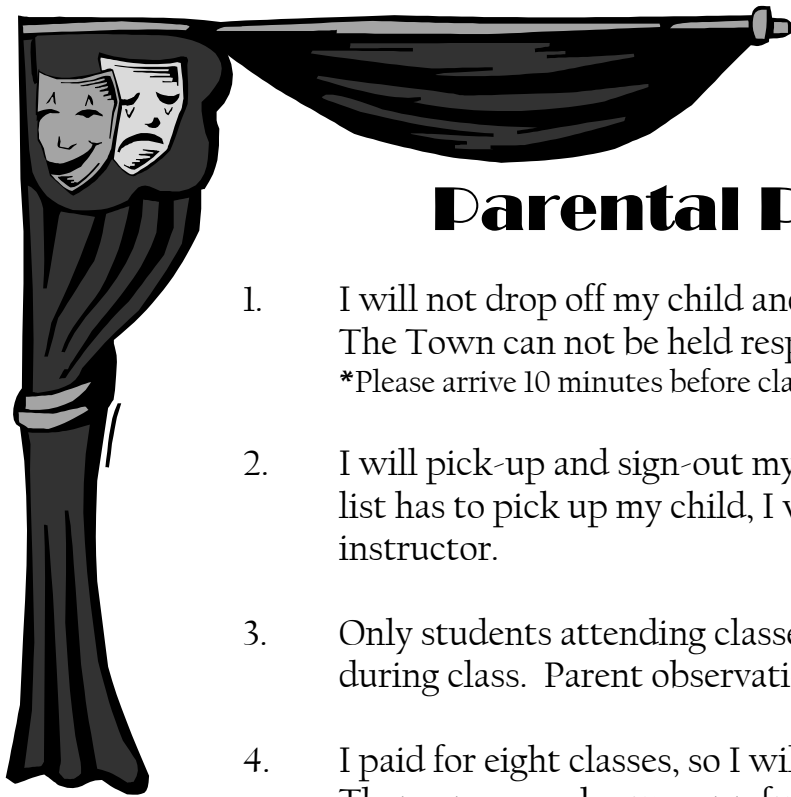 Parental P
1. I will not drop off my child an
The Town can not be held resp
*Please arrive 10 minutes before cla
2. I will pick-up and sign-out my
list has to pick up my child, I
instructor.
3. Only students attending classe
during class. Parent observati
4. I paid for eight classes, so I wil